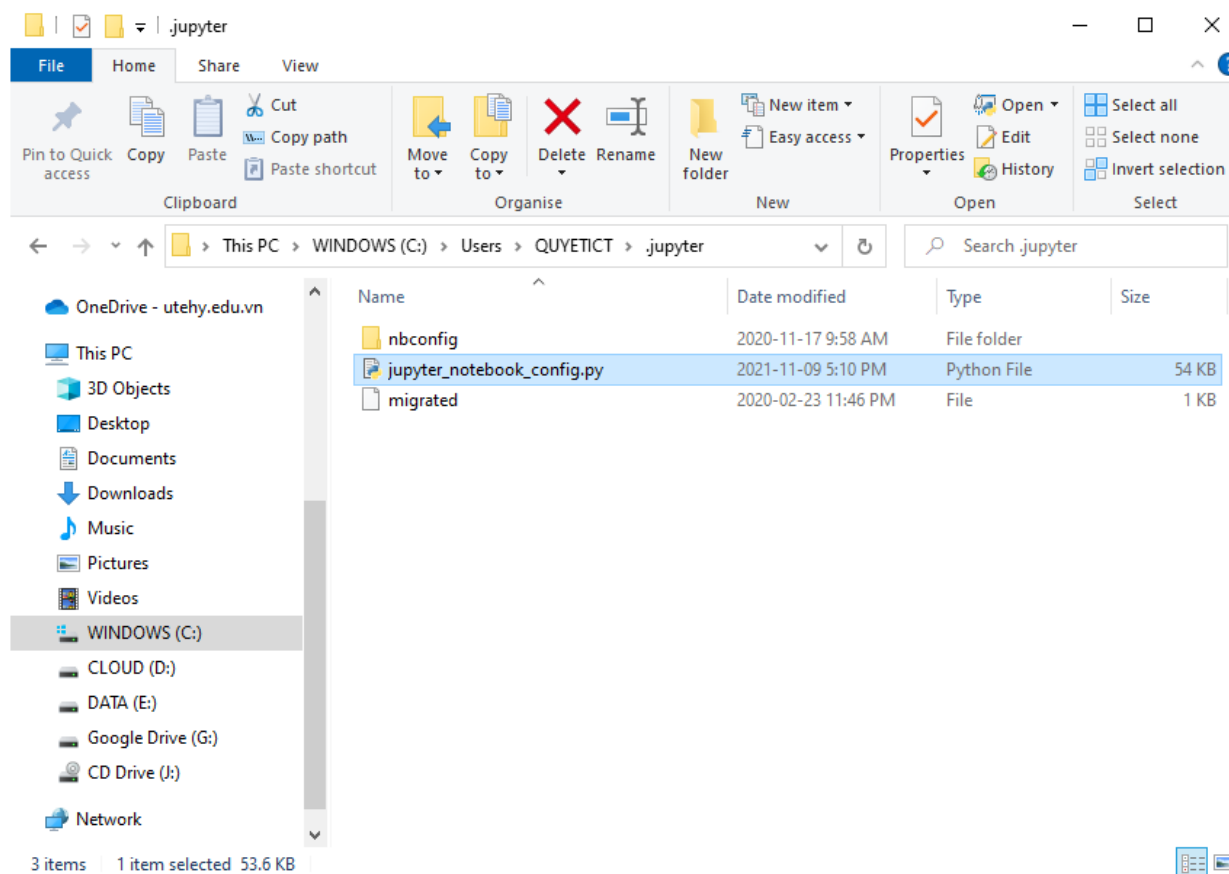 .jupyter
File Home Share View
Pin to Quick access
Copy
Paste
Cut
Copy path
Paste shortcut
Clipboard
Move to
Copy to
Delete
Rename
Organise
New folder
New item
Easy access
New
Properties
Open
Edit
History
Open
Select all
Select none
Invert selection
Select
This PC WINDOWS (C:) Users QUYETICT .jupyter
Search .jupyter
OneDrive - utehy.edu.vn
This PC
3D Objects
Desktop
Documents
Downloads
Music
Pictures
Videos
WINDOWS (C:)
CLOUD (D:)
DATA (E:)
Google Drive (G:)
CD Drive (J:)
Network
Name Date modified Type Size
nbconfig 2020-11-17 9:58 AM File folder
jupyter_notebook_config.py 2021-11-09 5:10 PM Python File 54 KB
migrated 2020-02-23 11:46 PM File 1 KB
3 items 1 item selected 53.6 KB